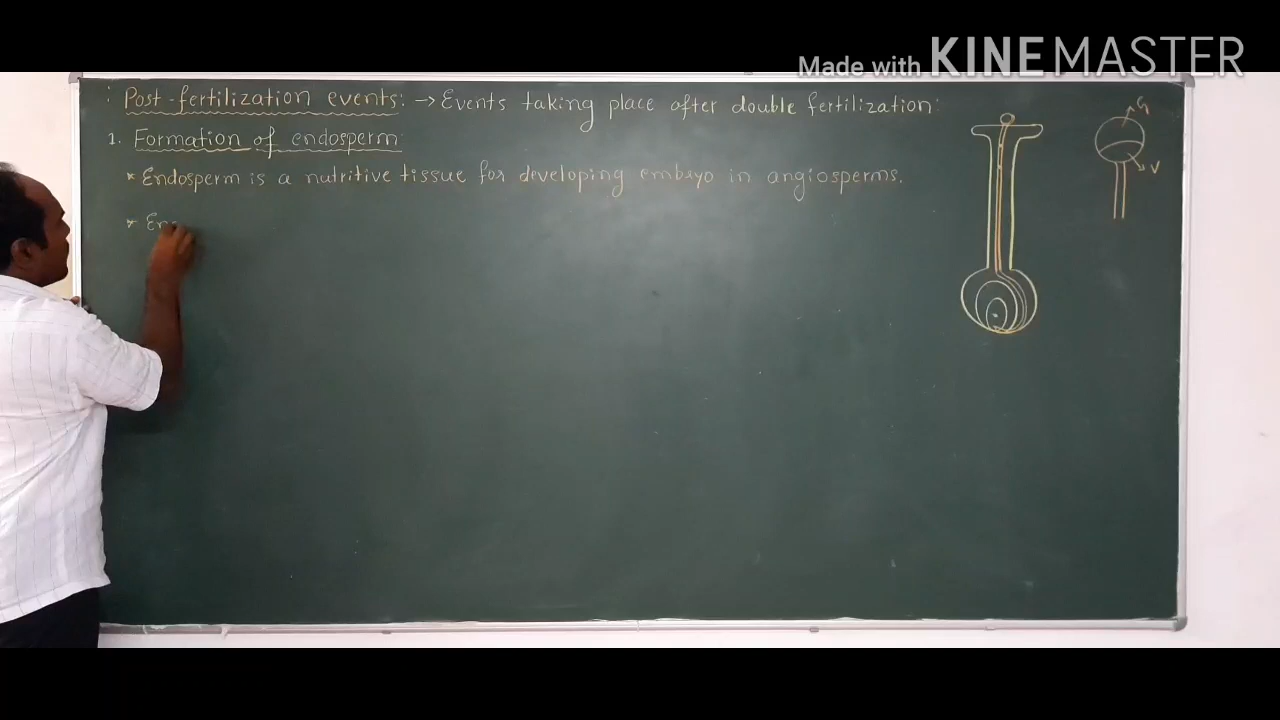 Made with KINEMASTER
: Post-fertilization events: → Events taking place after double fertilization:
1. Formation of endosperm
* Endosperm is a nutritive tissue for developing embryo in angiosperms.
* En
G
V